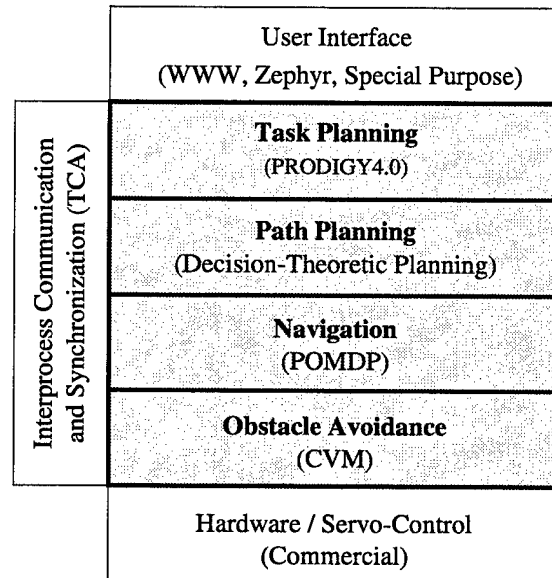 User Interface
(WWW, Zephyr, Special Purpose)
Interprocess Communication
and Synchronization (TCA)
Task Planning
(PRODIGY4.0)
Path Planning
(Decision-Theoretic Planning)
Navigation
(POMDP)
Obstacle Avoidance
(CVM)
Hardware / Servo-Control
(Commercial)